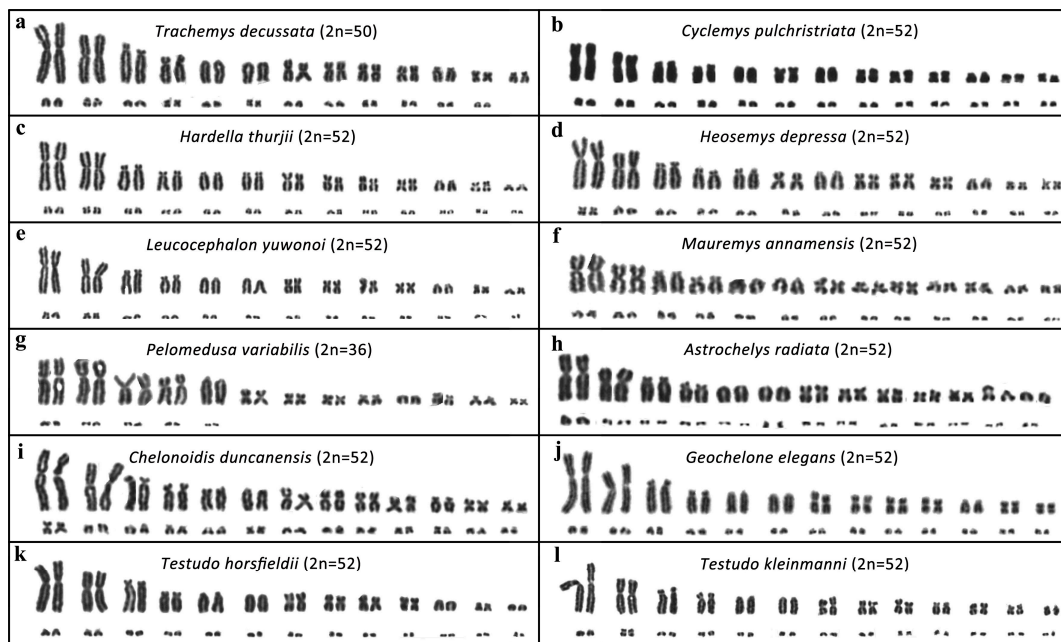 a Trachemys decussata (2n=50)
b Cyclemys pulchristriata (2n=52)
c Hardella thurjii (2n=52)
d Heosemys depressa (2n=52)
e Leucocephalon yuwonoi (2n=52)
f Mauremys annamensis (2n=52)
g Pelomedusa variabilis (2n=36)
h Astrochelys radiata (2n=52)
i Chelonoidis duncanensis (2n=52)
j Geochelone elegans (2n=52)
k Testudo horsfieldii (2n=52)
l Testudo kleinmanni (2n=52)